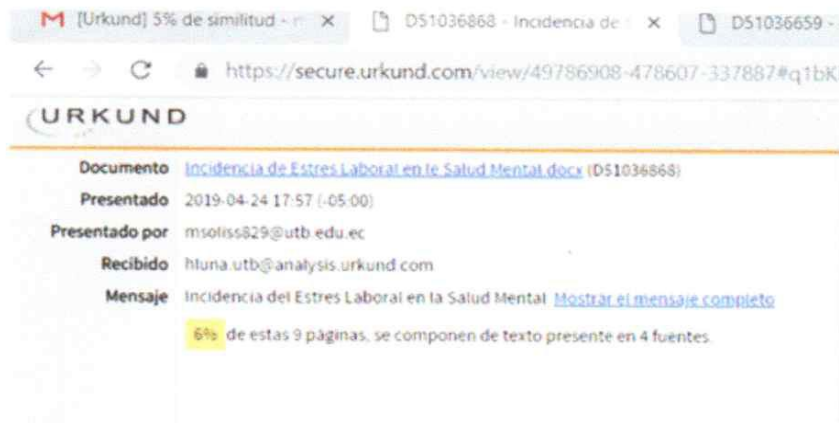 [Urkund] 5% de similitud - D51036868 - Incidencia de D51036659 -
https://secure.urkund.com/view/49786908-478607-337887#q1bK
URKUND
Documento Incidencia de Estres Laboral en le Salud Mental.docx (D51036868)
Presentado 2019-04-24 17:57 (-05:00)
Presentado por msoliss829@utb.edu.ec
Recibido hluna.utb@analysis.urkund.com
Mensaje Incidencia del Estres Laboral en la Salud Mental Mostrar el mensaje completo
6% de estas 9 páginas, se componen de texto presente en 4 fuentes.